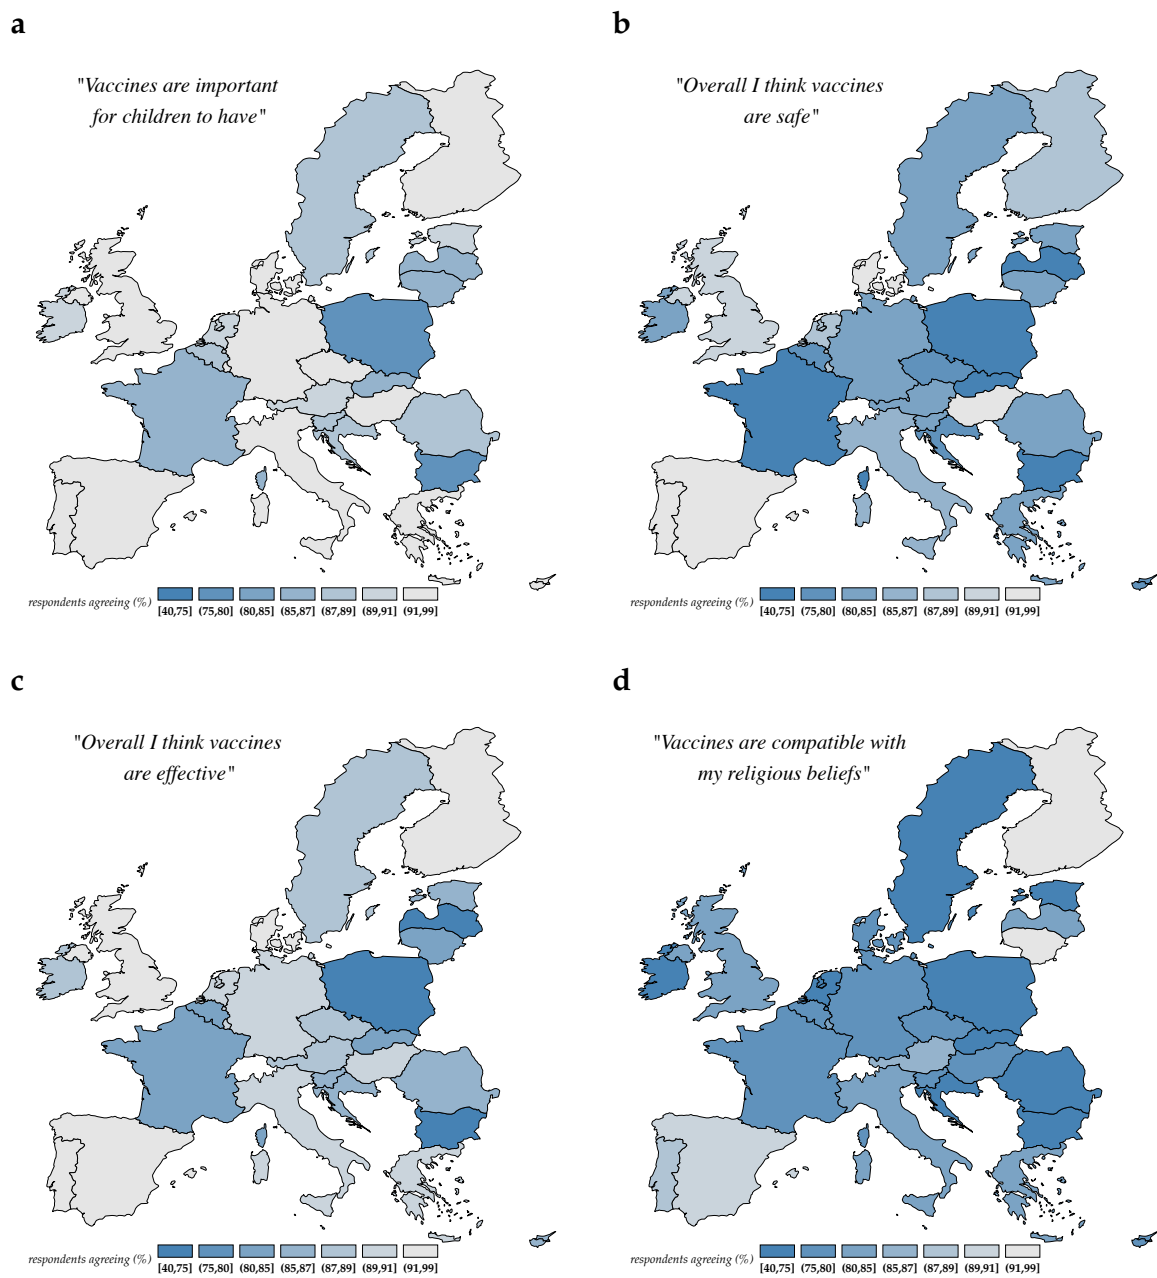 a
"Vaccines are important
for children to have"
respondents agreeing (%)
[40,75] (75,80] (80,85] (85,87] (87,89] (89,91] (91,99]
b
"Overall I think vaccines
are safe"
respondents agreeing (%)
[40,75] (75,80] (80,85] (85,87] (87,89] (89,91] (91,99]
c
"Overall I think vaccines
are effective"
respondents agreeing (%)
[40,75] (75,80] (80,85] (85,87] (87,89] (89,91] (91,99]
d
"Vaccines are compatible with
my religious beliefs"
respondents agreeing (%)
[40,75] (75,80] (80,85] (85,87] (87,89] (89,91] (91,99]